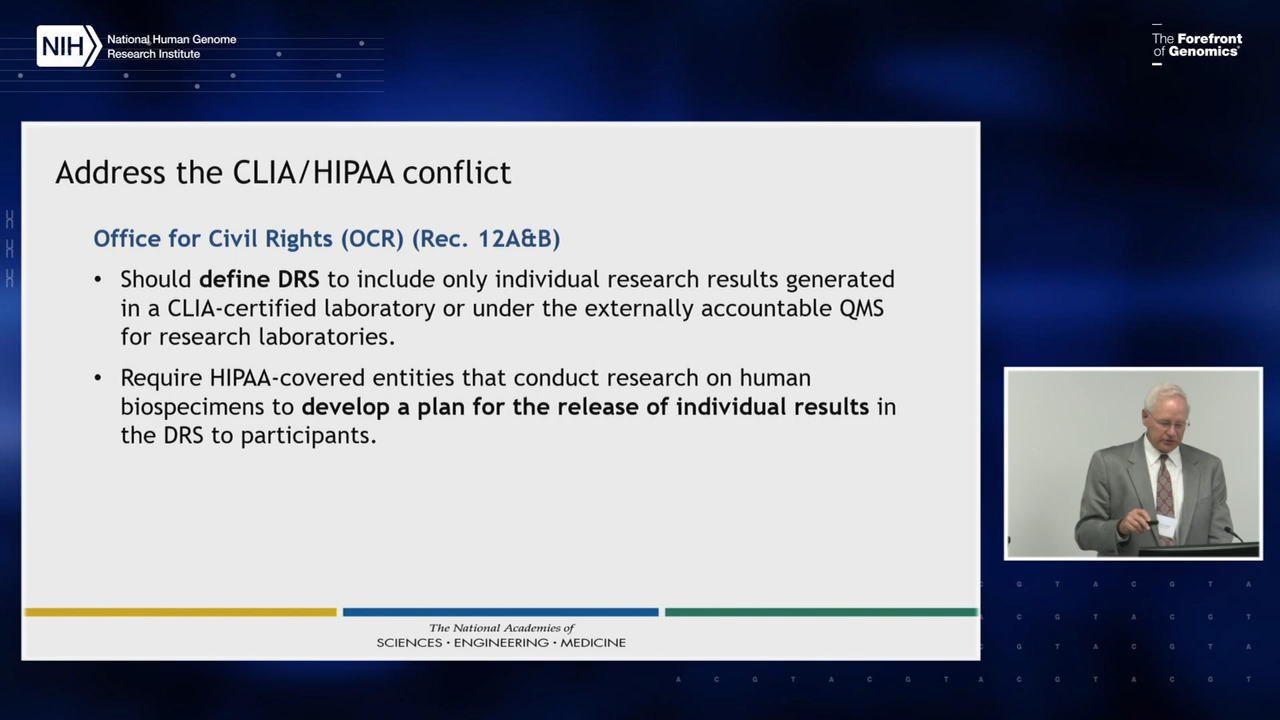 NIH
National Human Genome
Research Institute
The Forefront
of Genomics®
Address the CLIA/HIPAA conflict
Office for Civil Rights (OCR) (Rec. 12A&B)
• Should define DRS to include only individual research results generated
in a CLIA-certified laboratory or under the externally accountable QMS
for research laboratories.
• Require HIPAA-covered entities that conduct research on human
biospecimens to develop a plan for the release of individual results in
the DRS to participants.
The National Academies of
SCIENCES • ENGINEERING • MEDICINE
C G T A C G T A
C G T A C G T A
C G T A C G T A
A C G T A C G T A C G T A C G T